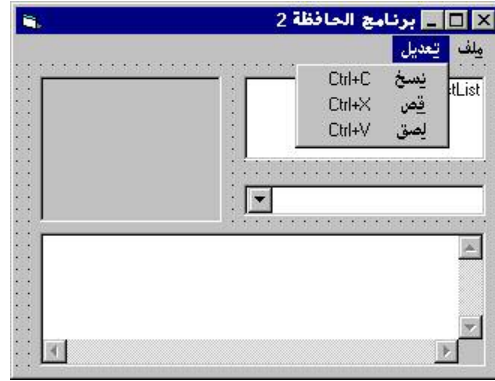 برنامج الحافظة 2
ملف تعديل
نسخ Ctrl+C
قص Ctrl+X
لصق Ctrl+V
tList